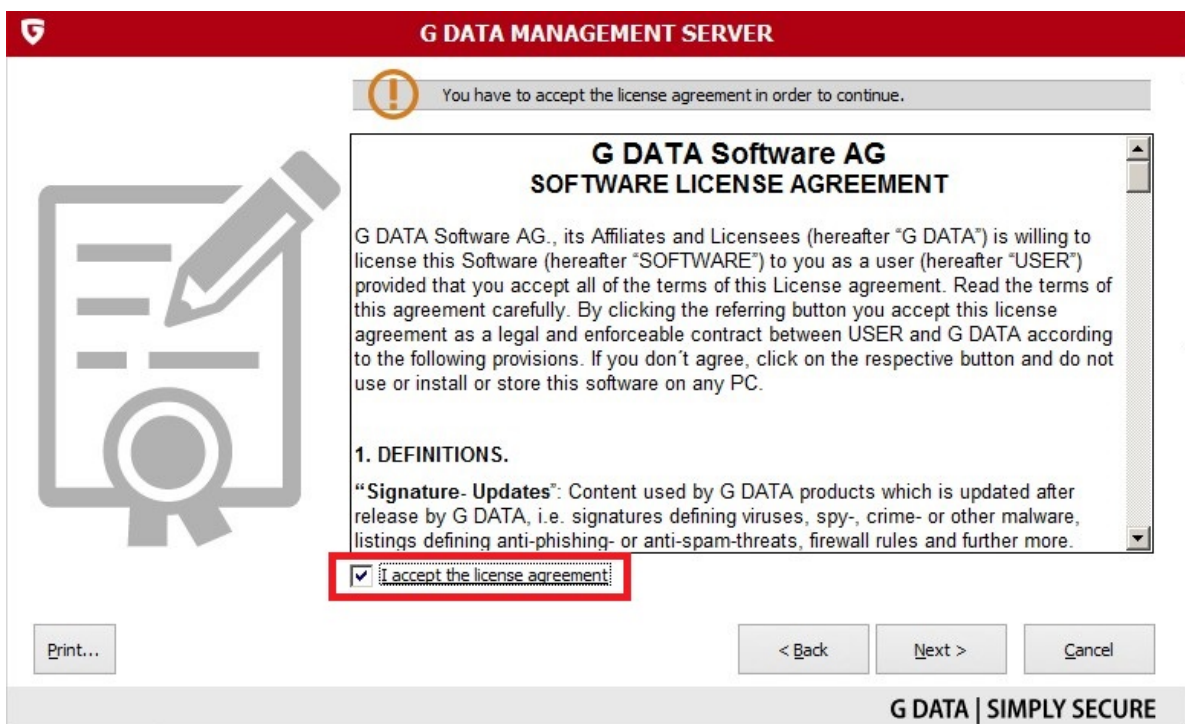 G DATA MANAGEMENT SERVER
You have to accept the license agreement in order to continue.
G DATA Software AG
SOFTWARE LICENSE AGREEMENT
G DATA Software AG., its Affiliates and Licensees (hereafter “G DATA”) is willing to
license this Software (hereafter “SOFTWARE”) to you as a user (hereafter “USER”)
provided that you accept all of the terms of this License agreement. Read the terms of
this agreement carefully. By clicking the referring button you accept this license
agreement as a legal and enforceable contract between USER and G DATA according
to the following provisions. If you don´t agree, click on the respective button and do not
use or install or store this software on any PC.
1. DEFINITIONS.
“Signature- Updates”: Content used by G DATA products which is updated after
release by G DATA, i.e. signatures defining viruses, spy-, crime- or other malware,
listings defining anti-phishing- or anti-spam-threats, firewall rules and further more.
I accept the license agreement
Print...
< Back
Next >
Cancel
G DATA | SIMPLY SECURE